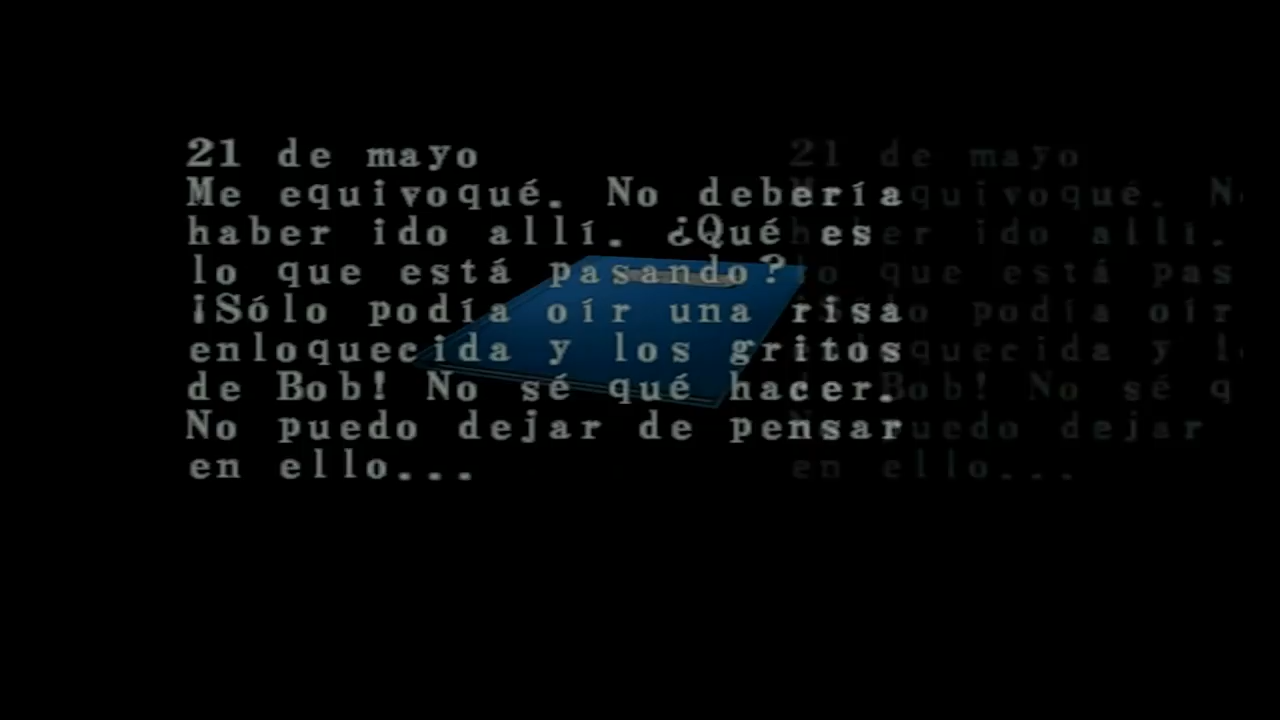 21 de mayo
Me equivoqué. No debería
haber ido allí. ¿Qué es
lo que está pasando?
¡Sólo podía oír una risa
enloquecida y los gritos
de Bob! No sé qué hacer.
No puedo dejar de pensar
en ello...